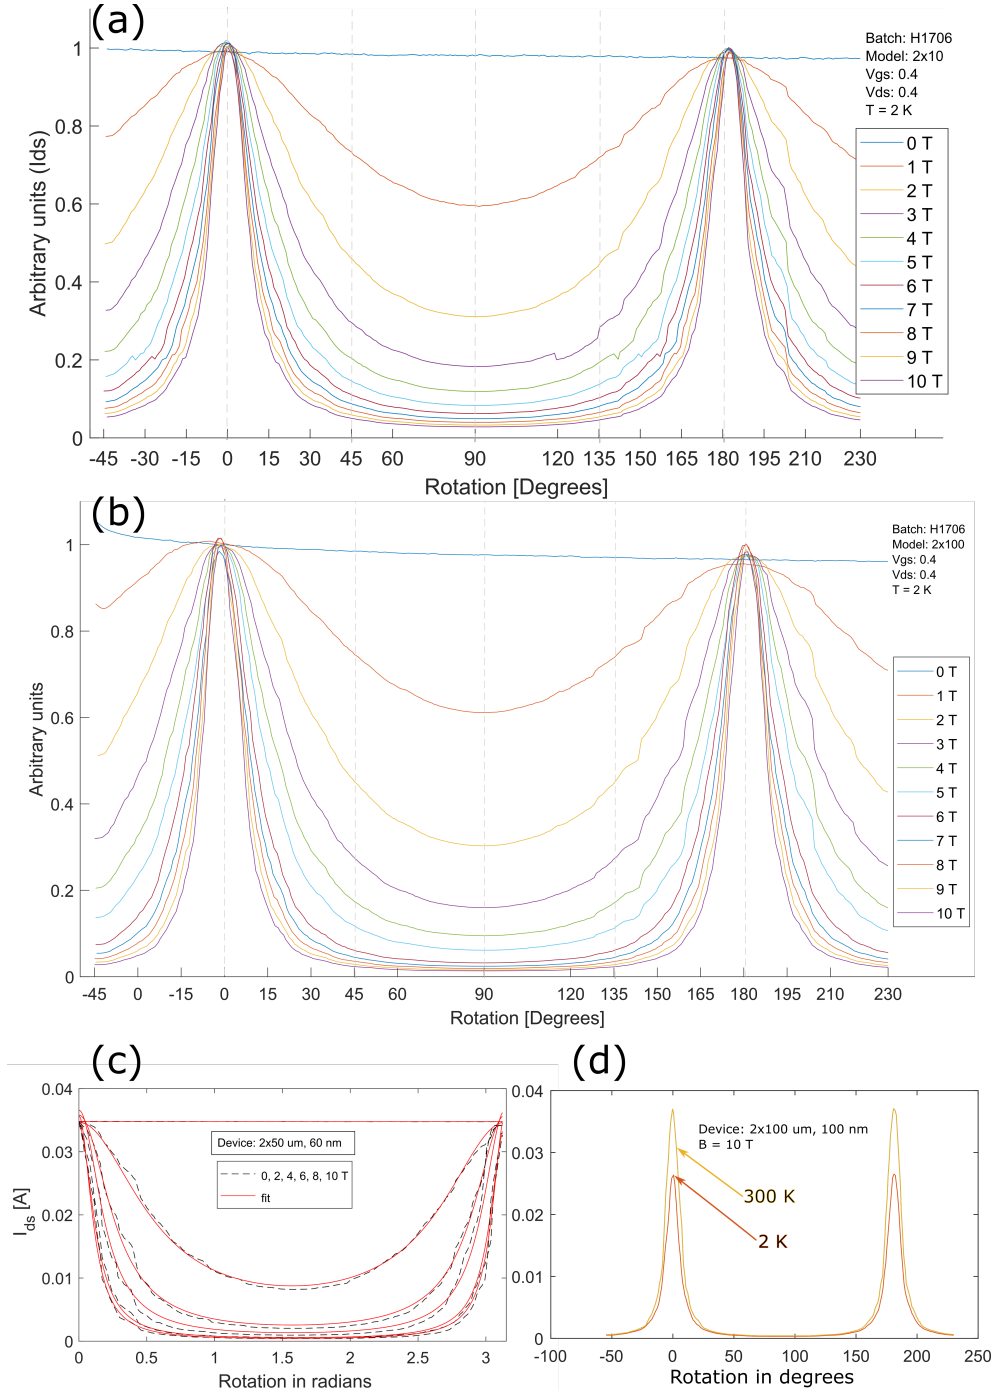 (a)
Batch: H1706
Model: 2x10
Vgs: 0.4
Vds: 0.4
T = 2 K
0 T
1 T
2 T
3 T
4 T
5 T
6 T
7 T
8 T
9 T
10 T
Arbitrary units (Ids)
1
0.8
0.6
0.4
0.2
0
-45 -30 -15 0 15 30 45 60 90 120 135 150 165 181 195 210 230
Rotation [Degrees]
(b)
Batch: H1706
Model: 2x100
Vgs: 0.4
Vds: 0.4
T = 2 K
0 T
1 T
2 T
3 T
4 T
5 T
6 T
7 T
8 T
9 T
10 T
Arbitrary units
1
0.8
0.6
0.4
0.2
0
-45 0 -15 0 15 30 45 60 90 120 135 150 165 180 195 210 230
Rotation [Degrees]
(c)
Device: 2x50 um, 60 nm
0, 2, 4, 6, 8, 10 T
fit
Ids [A]
0.04
0.03
0.02
0.01
0
0 0.5 1 1.5 2 2.5 3
Rotation in radians
(d)
Device: 2x100 um, 100 nm
B = 10 T
300 K
2 K
0.04
0.03
0.02
0.01
0
-100 -50 0 50 100 150 200 250
Rotation in degrees